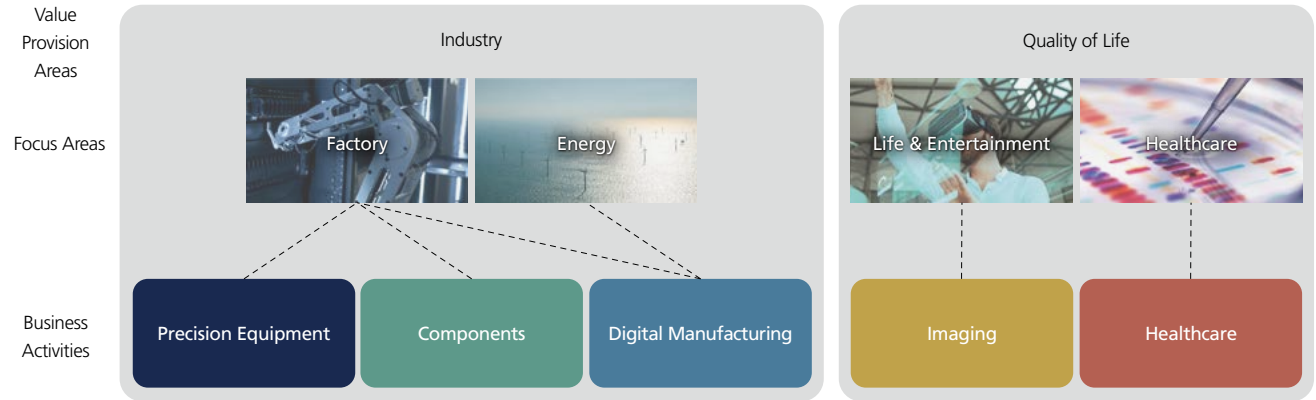 Value
Provision
Areas
Industry
Quality of Life
Focus Areas
Factory
Energy
Life & Entertainment
Healthcare
Business
Activities
Precision Equipment
Components
Digital Manufacturing
Imaging
Healthcare